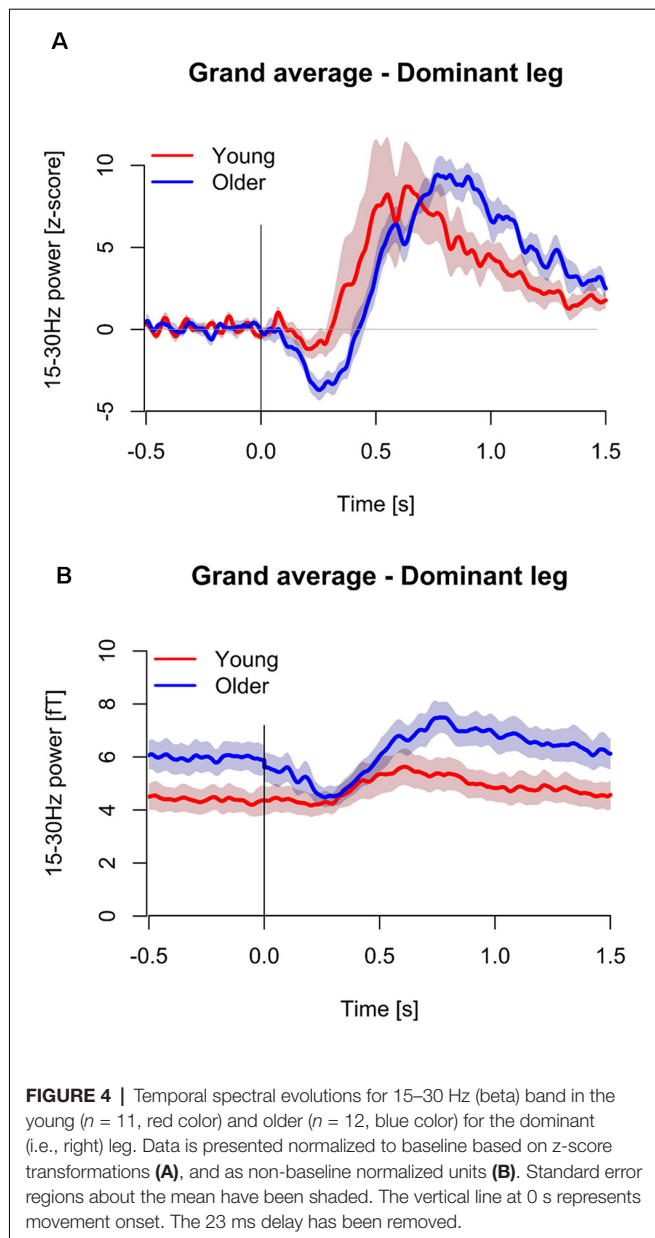 A
Grand average - Dominant leg
15-30Hz power [z-score]
Young
Older
10
5
0
-5
-0.5 0.0 0.5 1.0 1.5
Time [s]
B
Grand average - Dominant leg
15-30Hz power [fT]
Young
Older
10
8
6
4
2
0
-0.5 0.0 0.5 1.0 1.5
Time [s]
FIGURE 4 | Temporal spectral evolutions for 15–30 Hz (beta) band in the
young (n = 11, red color) and older (n = 12, blue color) for the dominant
(i.e., right) leg. Data is presented normalized to baseline based on z-score
transformations (A), and as non-baseline normalized units (B). Standard error
regions about the mean have been shaded. The vertical line at 0 s represents
movement onset. The 23 ms delay has been removed.